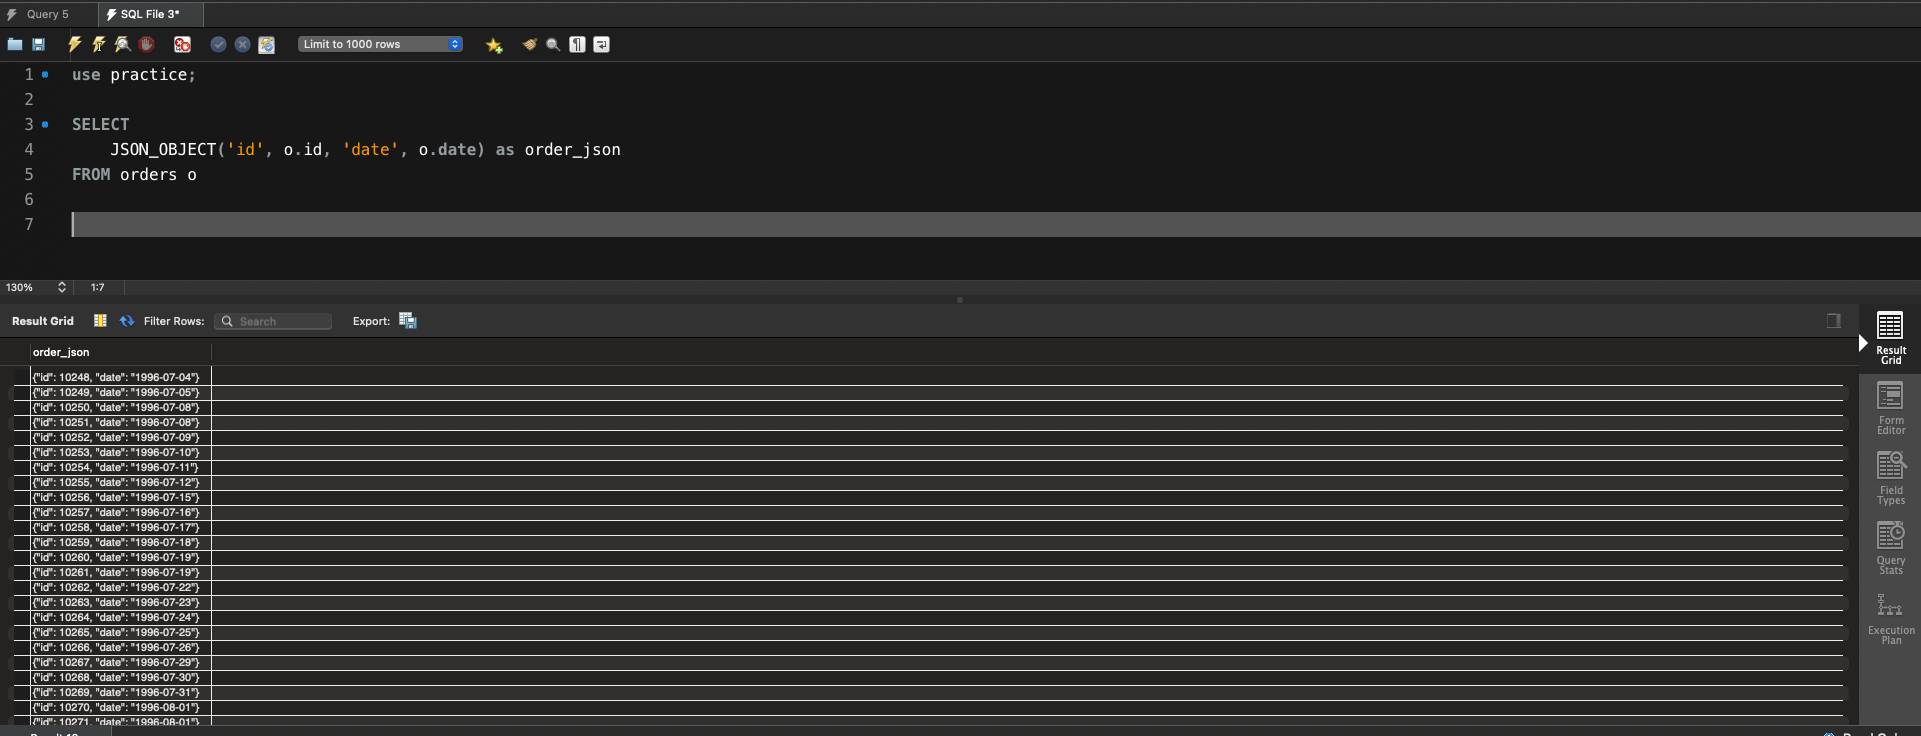 Query 5
SQL File 3*
Limit to 1000 rows
1 use practice;
2
3 SELECT
4 JSON_OBJECT('id', o.id, 'date', o.date) as order_json
5 FROM orders o
6
7
130% 1:7
Result Grid Filter Rows: Search Export:
order_json
{"id": 10248, "date": "1996-07-04"}
{"id": 10249, "date": "1996-07-05"}
{"id": 10250, "date": "1996-07-08"}
{"id": 10251, "date": "1996-07-08"}
{"id": 10252, "date": "1996-07-09"}
{"id": 10253, "date": "1996-07-10"}
{"id": 10254, "date": "1996-07-11"}
{"id": 10255, "date": "1996-07-12"}
{"id": 10256, "date": "1996-07-15"}
{"id": 10257, "date": "1996-07-16"}
{"id": 10258, "date": "1996-07-17"}
{"id": 10259, "date": "1996-07-18"}
{"id": 10260, "date": "1996-07-19"}
{"id": 10261, "date": "1996-07-19"}
{"id": 10262, "date": "1996-07-22"}
{"id": 10263, "date": "1996-07-23"}
{"id": 10264, "date": "1996-07-24"}
{"id": 10265, "date": "1996-07-25"}
{"id": 10266, "date": "1996-07-26"}
{"id": 10267, "date": "1996-07-29"}
{"id": 10268, "date": "1996-07-30"}
{"id": 10269, "date": "1996-07-31"}
{"id": 10270, "date": "1996-08-01"}
{"id": 10271, "date": "1996-08-01"}
Result
Grid
Form
Editor
Field
Types
Query
Stats
Execution
Plan